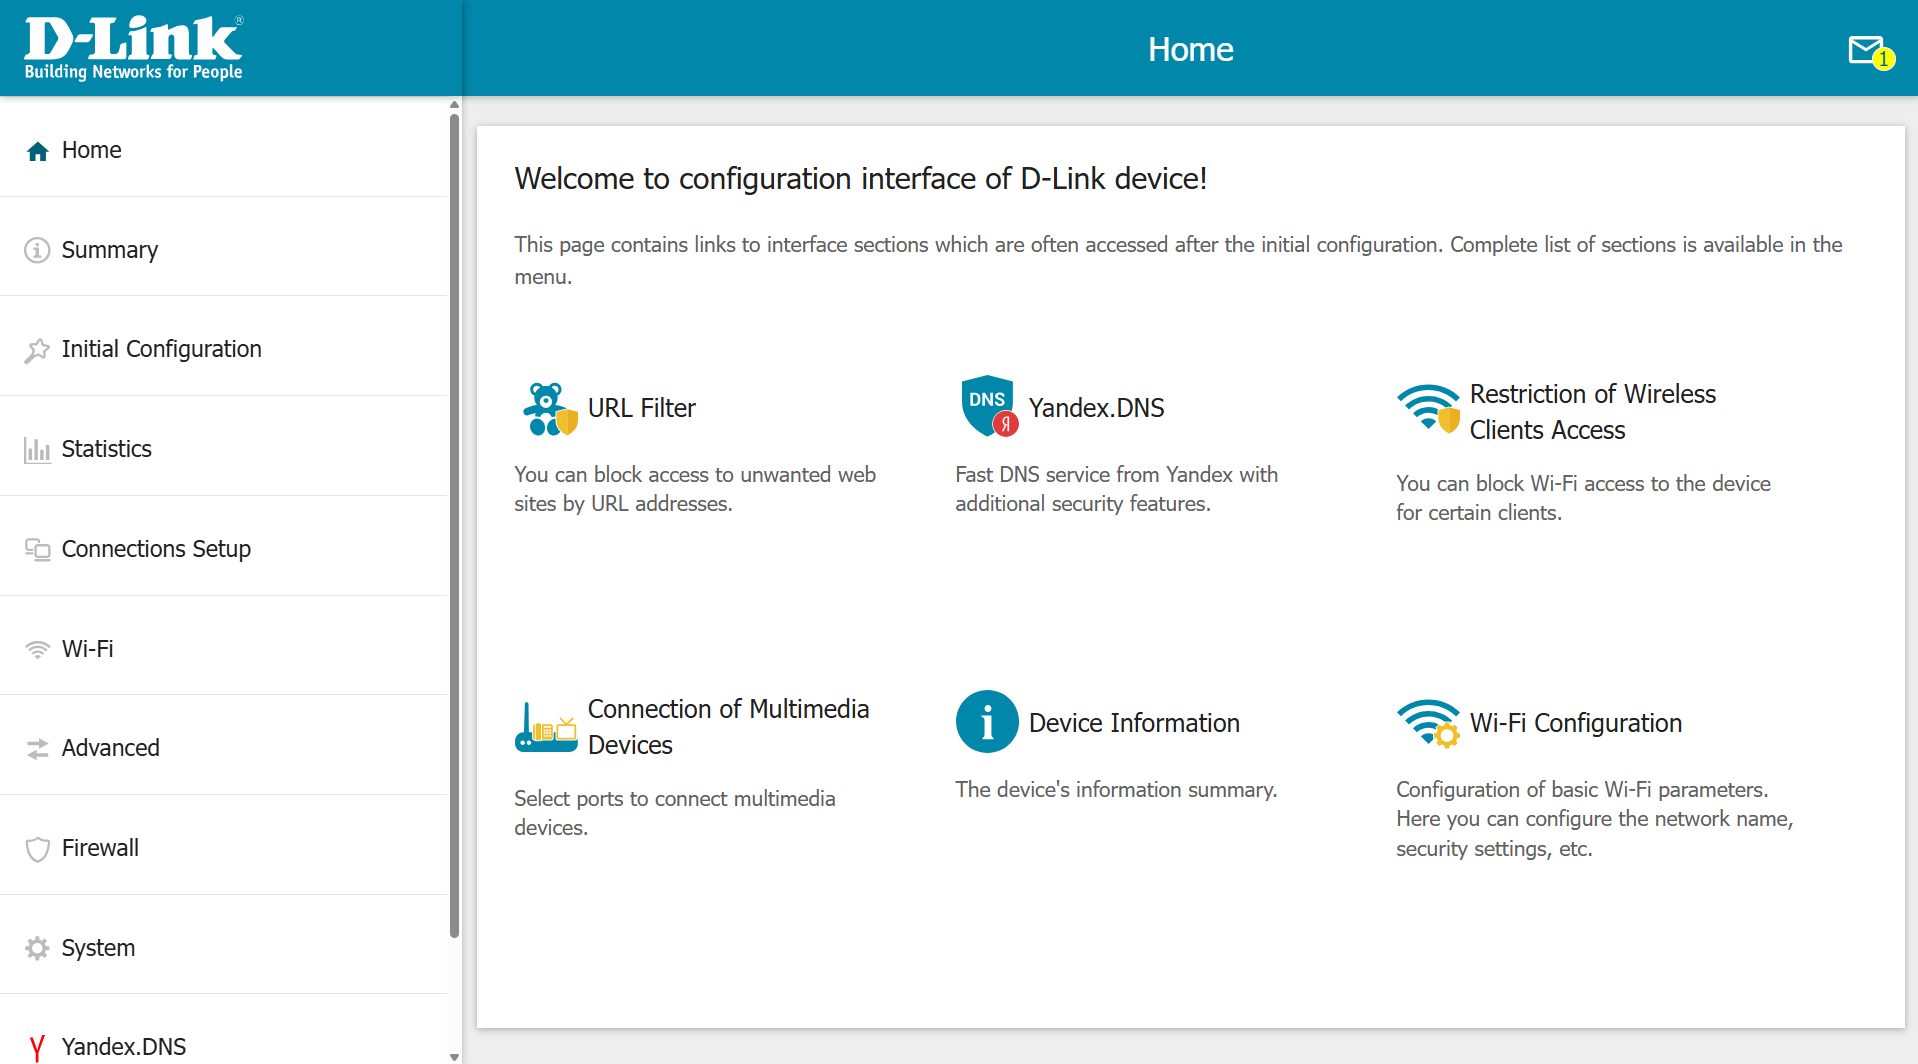 D-Link®
Building Networks for People
Home
1
Home
Summary
Initial Configuration
Statistics
Connections Setup
Wi-Fi
Advanced
Firewall
System
Yandex.DNS
Welcome to configuration interface of D-Link device!
This page contains links to interface sections which are often accessed after the initial configuration. Complete list of sections is available in the
menu.
URL Filter
You can block access to unwanted web
sites by URL addresses.
DNS
Я
Yandex.DNS
Fast DNS service from Yandex with
additional security features.
Restriction of Wireless
Clients Access
You can block Wi-Fi access to the device
for certain clients.
Connection of Multimedia
Devices
Select ports to connect multimedia
devices.
Device Information
The device's information summary.
Wi-Fi Configuration
Configuration of basic Wi-Fi parameters.
Here you can configure the network name,
security settings, etc.